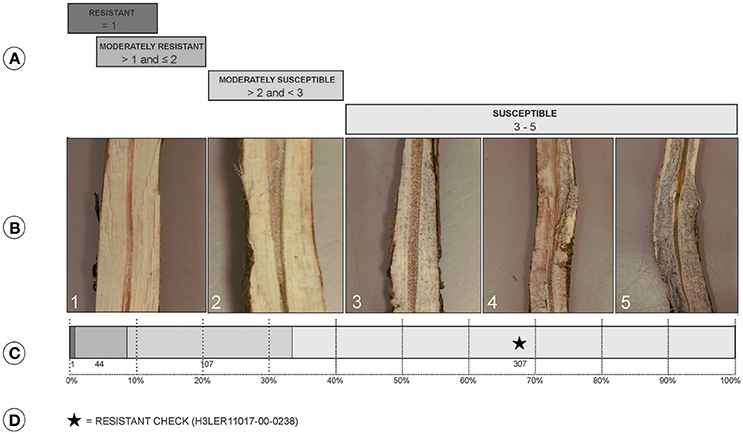 RESISTANT
= 1
A
MODERATELY RESISTANT
> 1 and ≤ 2
MODERATELY SUSCEPTIBLE
> 2 and < 3
SUSCEPTIBLE
3 - 5
B
1
2
3
4
5
C
1
44
107
307
0%
10%
20%
30%
40%
50%
60%
70%
80%
90%
100%
D
★ = RESISTANT CHECK (H3LER11017-00-0238)